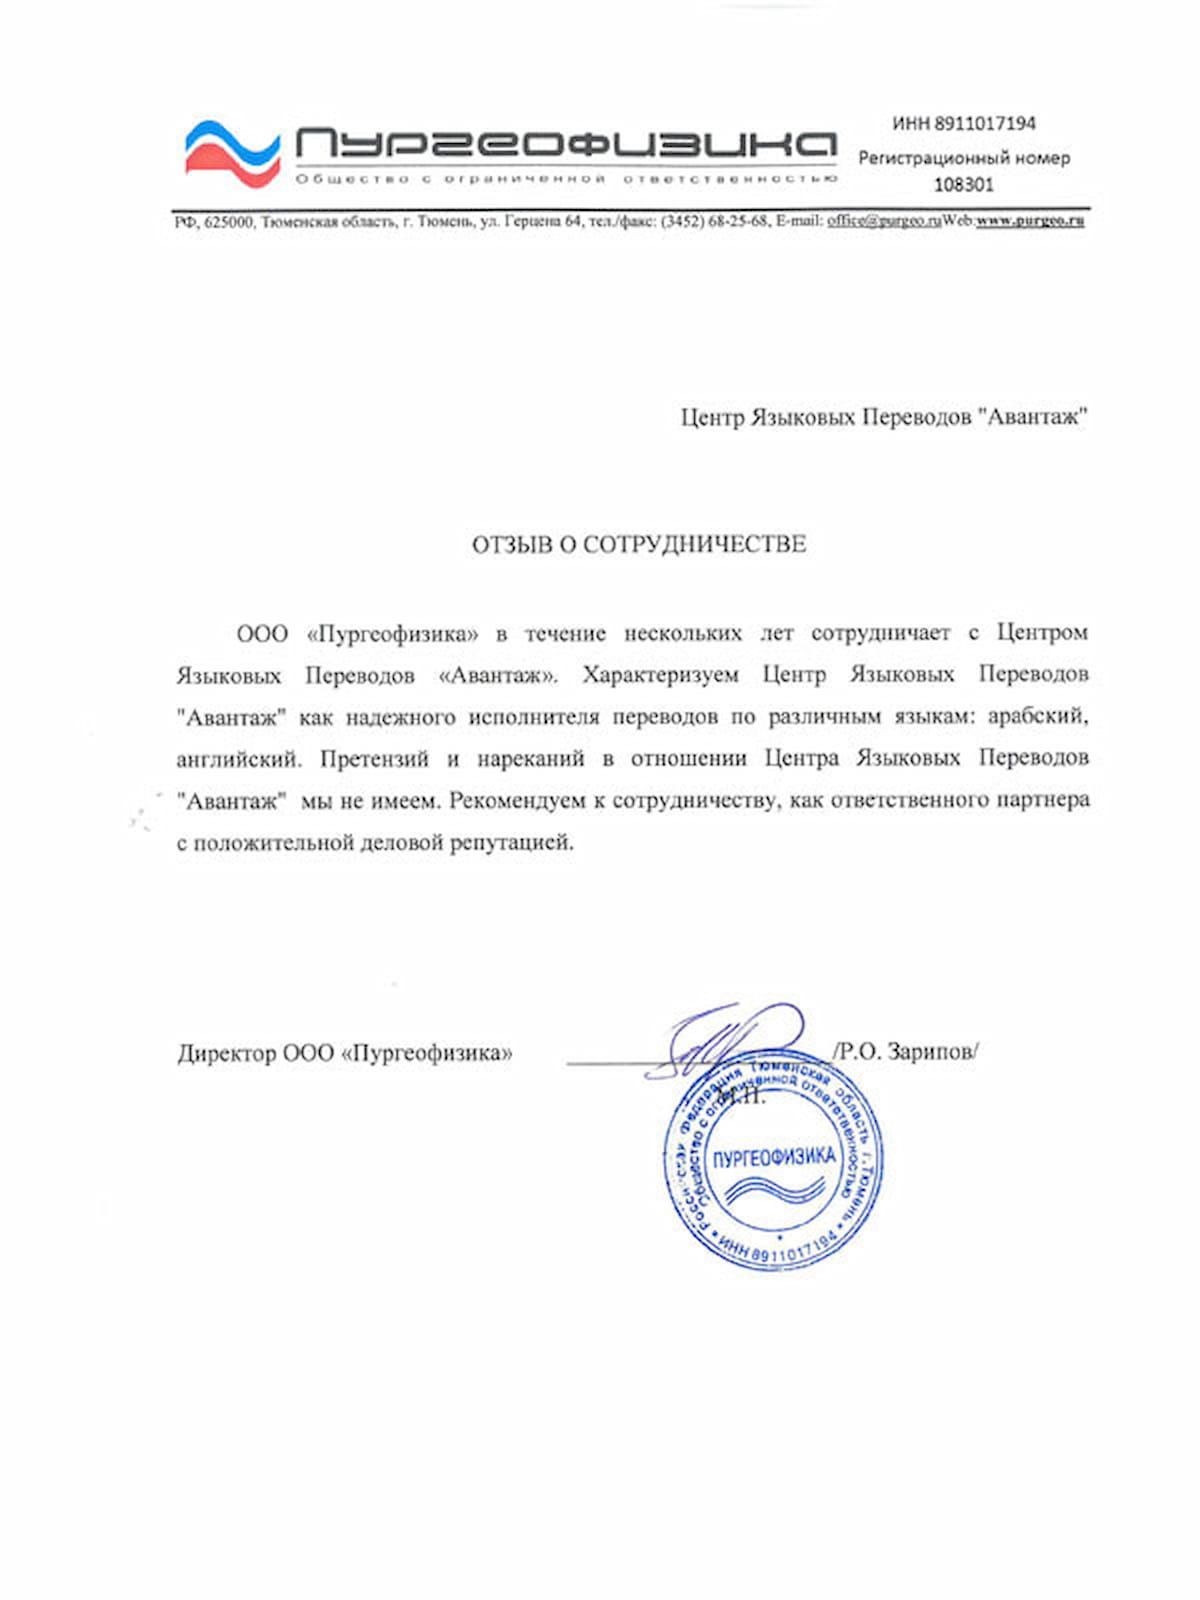 Пургеофизика
Общество с ограниченной ответственностью
ИНН 8911017194
Регистрационный номер
108301
РФ, 625000, Тюменская область, г. Тюмень, ул. Герцена 64, тел./факс: (3452) 68-25-68, E-mail: office@purgeo.ruWeb:www.purgeo.ru
Центр Языковых Переводов "Авантаж"
ОТЗЫВ О СОТРУДНИЧЕСТВЕ
ООО «Пургеофизика» в течение нескольких лет сотрудничает с Центром
Языковых Переводов «Авантаж». Характеризуем Центр Языковых Переводов
"Авантаж" как надежного исполнителя переводов по различным языкам: арабский,
английский. Претензий и нареканий в отношении Центра Языковых Переводов
"Авантаж" мы не имеем. Рекомендуем к сотрудничеству, как ответственного партнера
с положительной деловой репутацией.
Директор ООО «Пургеофизика» /Р.О. Зарипов/
М.П.
Российская Федерация Тюменская область г.Тюмень
Общество с ограниченной ответственностью
ПУРГЕОФИЗИКА
* ИНН 8911017194 *